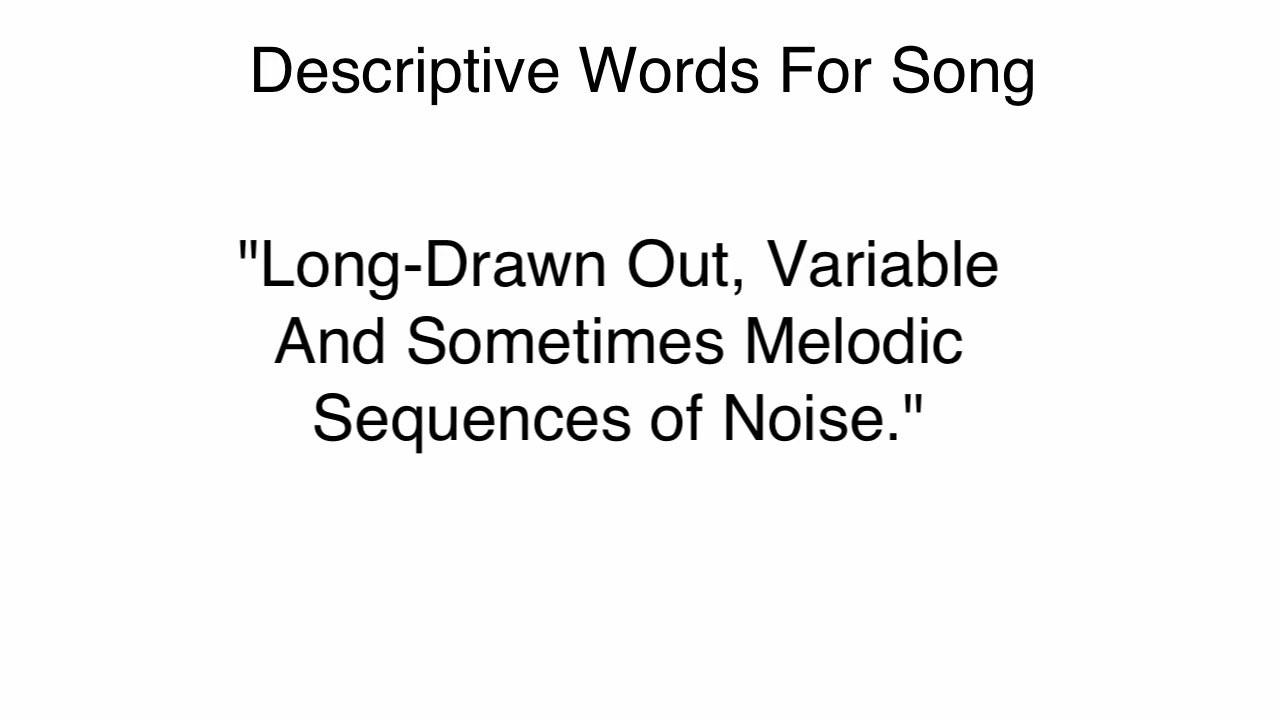 Descriptive Words For Song
"Long-Drawn Out, Variable
And Sometimes Melodic
Sequences of Noise."